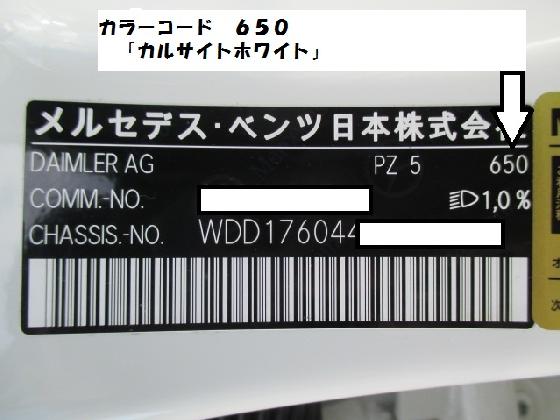 カラーコード　６５０
「カルサイトホワイト」
メルセデス・ベンツ日本株式会社
DAIMLER AG PZ 5 650
COMM.-NO. 1,0 %
CHASSIS.-NO. WDD176044